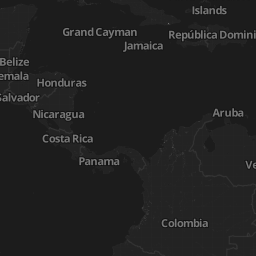 Islands
Grand Cayman
República Domini
Jamaica
Belize
emala
Honduras
Salvador
Nicaragua
Aruba
Costa Rica
Panama
Ve
Colombia